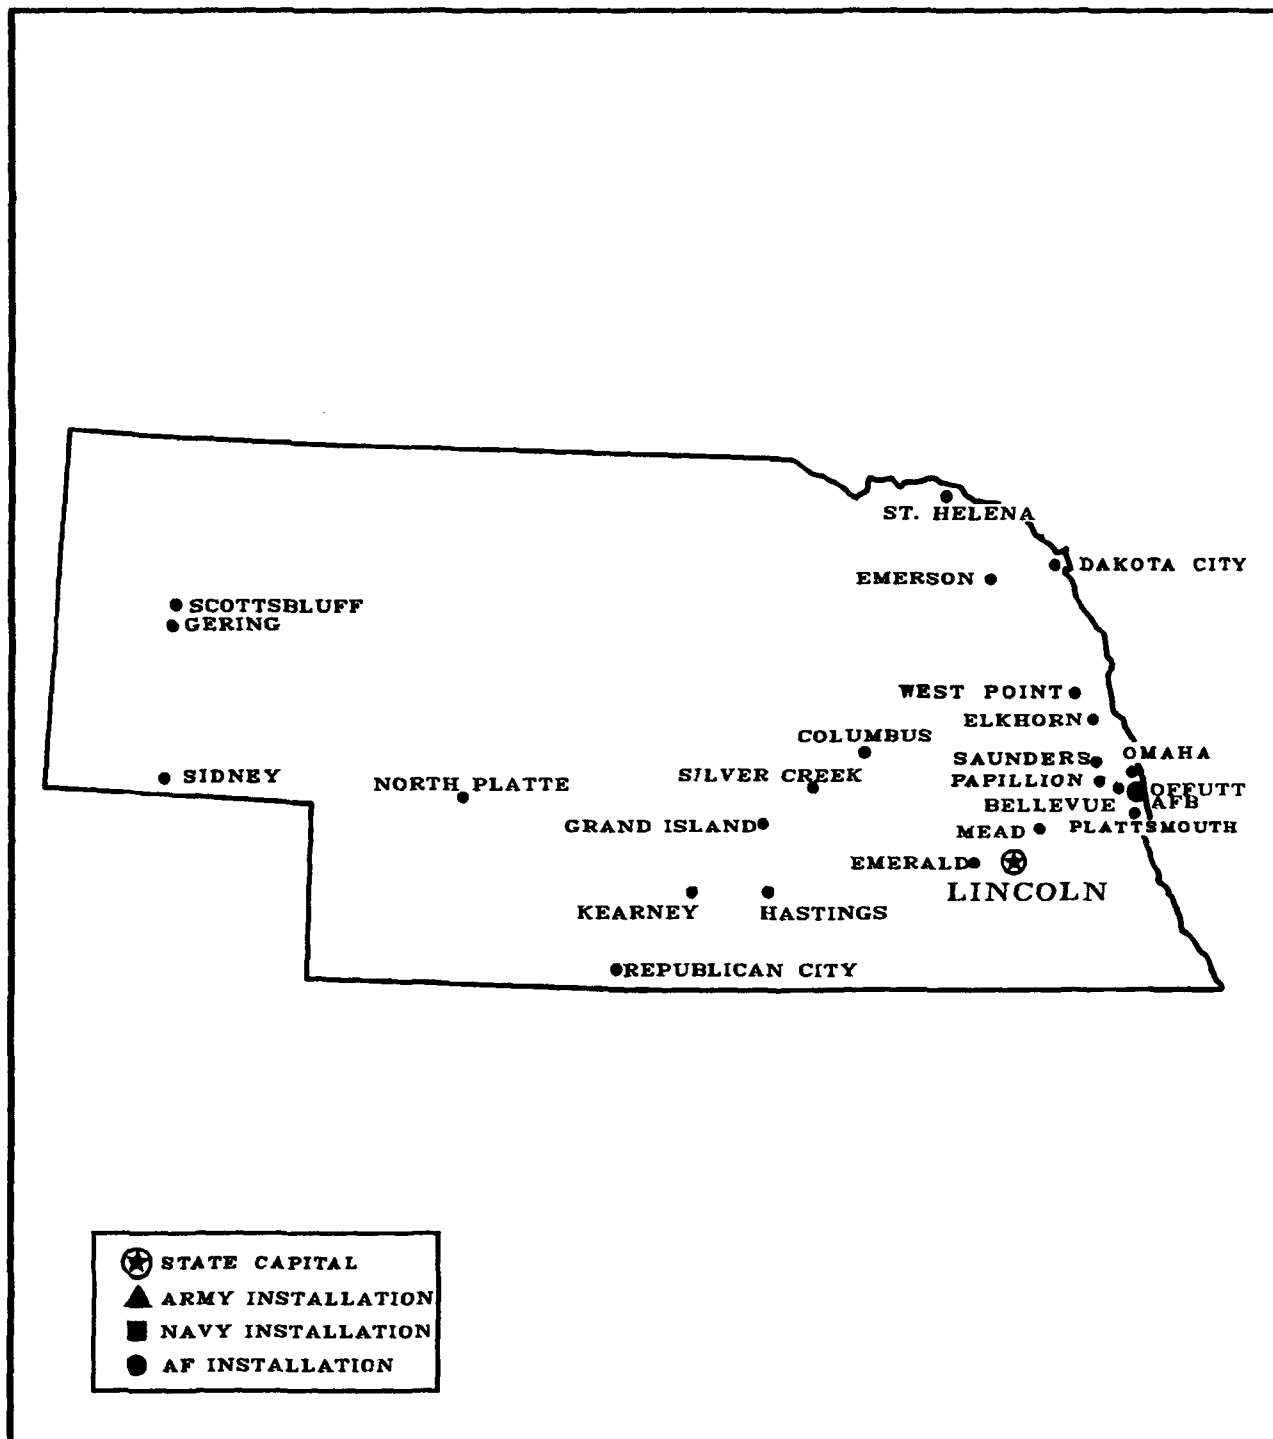 ST. HELENA
DAKOTA CITY
EMERSON
SCOTTSBLUFF
GERING
WEST POINT
ELKHORN
COLUMBUS
OMAHA
SAUNDERS
SIDNEY
SILVER CREEK
PAPILLION
NORTH PLATTE
OFFUTT
AFB
BELLEVUE
GRAND ISLAND
PLATTSMOUTH
MEAD
EMERALD
LINCOLN
KEARNEY
HASTINGS
REPUBLICAN CITY
STATE CAPITAL
ARMY INSTALLATION
NAVY INSTALLATION
AF INSTALLATION